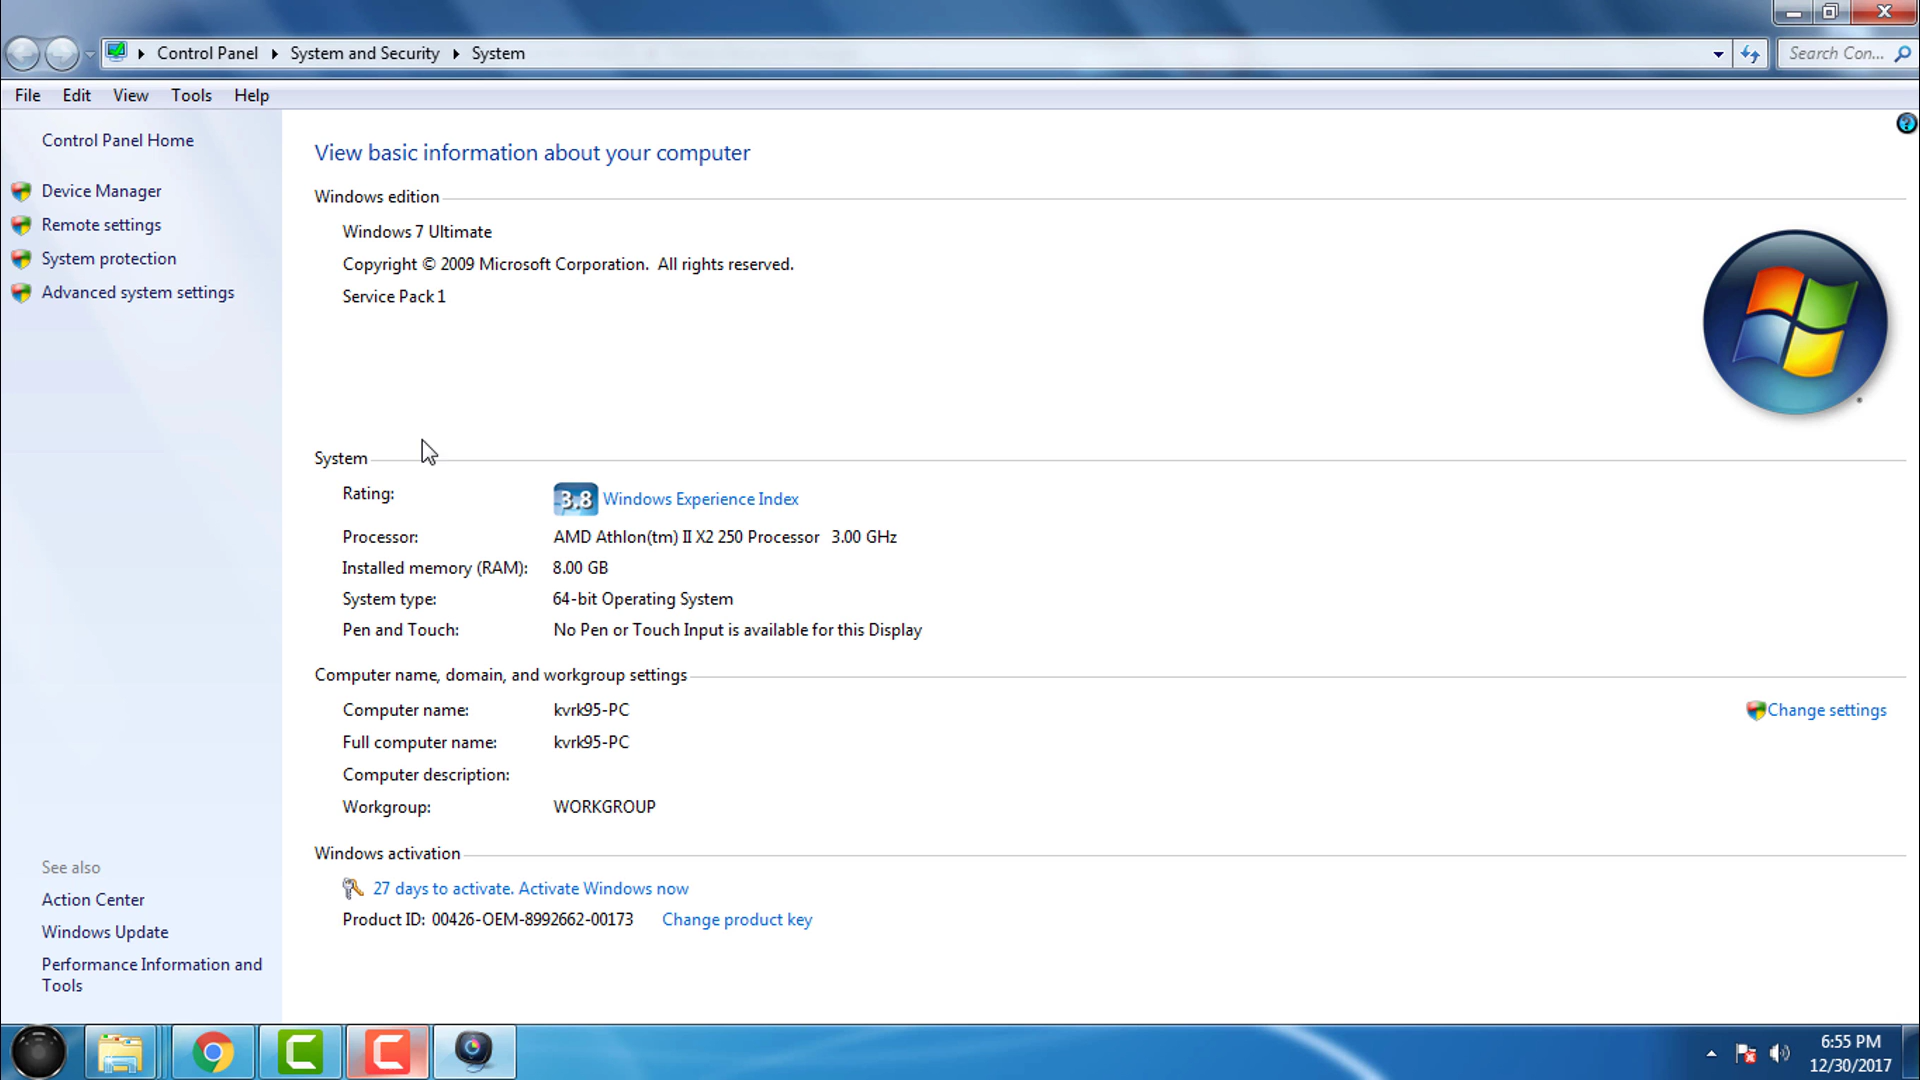 Control Panel System and Security System
Search Con...
File Edit View Tools Help
Control Panel Home
Device Manager
Remote settings
System protection
Advanced system settings
View basic information about your computer
Windows edition
Windows 7 Ultimate
Copyright © 2009 Microsoft Corporation. All rights reserved.
Service Pack 1
System
Rating: 3.8 Windows Experience Index
Processor: AMD Athlon(tm) II X2 250 Processor 3.00 GHz
Installed memory (RAM): 8.00 GB
System type: 64-bit Operating System
Pen and Touch: No Pen or Touch Input is available for this Display
Computer name, domain, and workgroup settings
Computer name: kvrk95-PC
Change settings
Full computer name: kvrk95-PC
Computer description:
Workgroup: WORKGROUP
Windows activation
27 days to activate. Activate Windows now
Product ID: 00426-OEM-8992662-00173 Change product key
See also
Action Center
Windows Update
Performance Information and
Tools
6:55 PM
12/30/2017